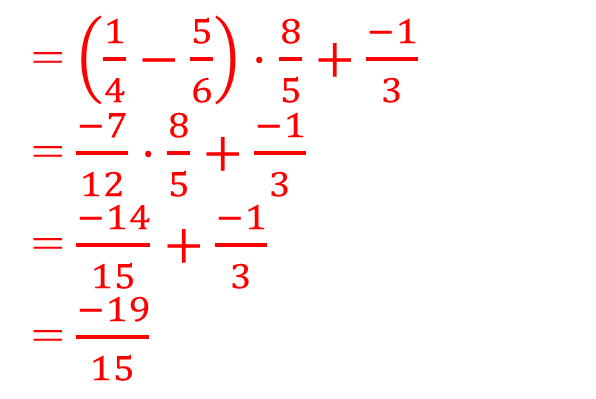 = (1/4 − 5/6) · 8/5 + −1/3
= −7/12 · 8/5 + −1/3
= −14/15 + −1/3
= −19/15